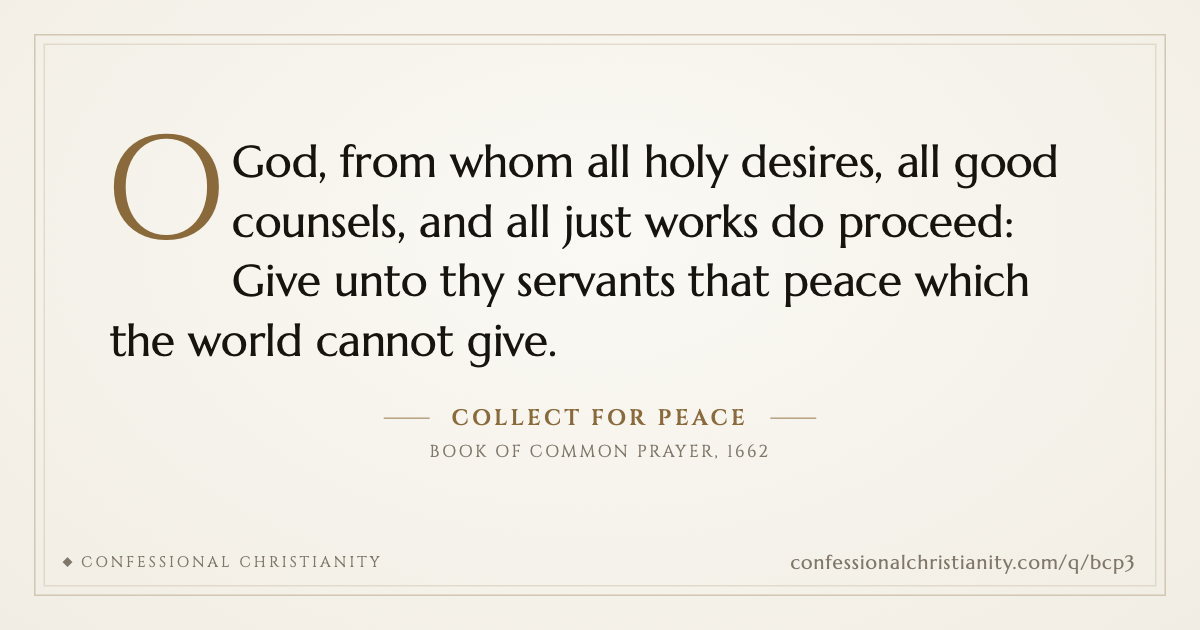 O God, from whom all holy desires, all good
counsels, and all just works do proceed:
Give unto thy servants that peace which
the world cannot give.
COLLECT FOR PEACE
BOOK OF COMMON PRAYER, 1662
◆ CONFESSIONAL CHRISTIANITY
confessionalchristianity.com/q/bcp3